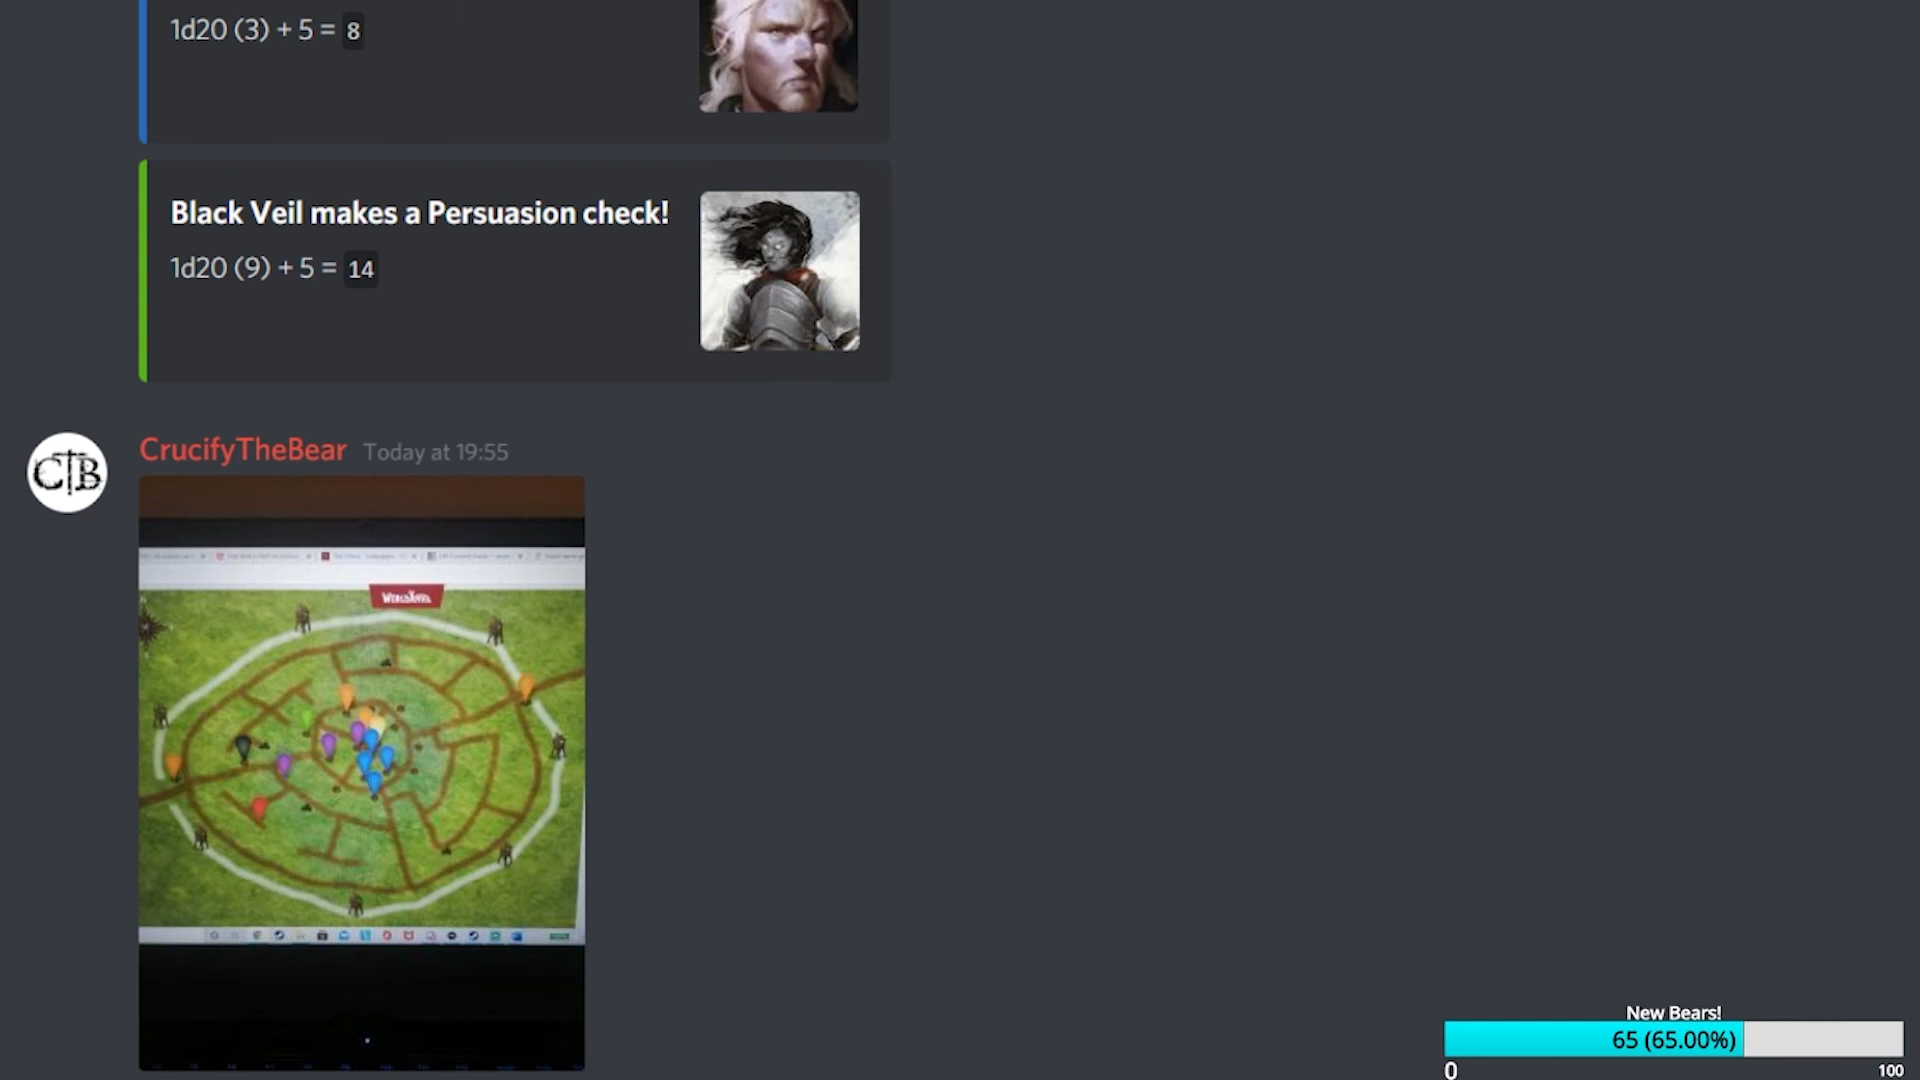 1d20 (3) + 5 = 8
Black Veil makes a Persuasion check!
1d20 (9) + 5 = 14
CTB
CrucifyTheBear Today at 19:55
New Bears!
65 (65.00%)
0 100